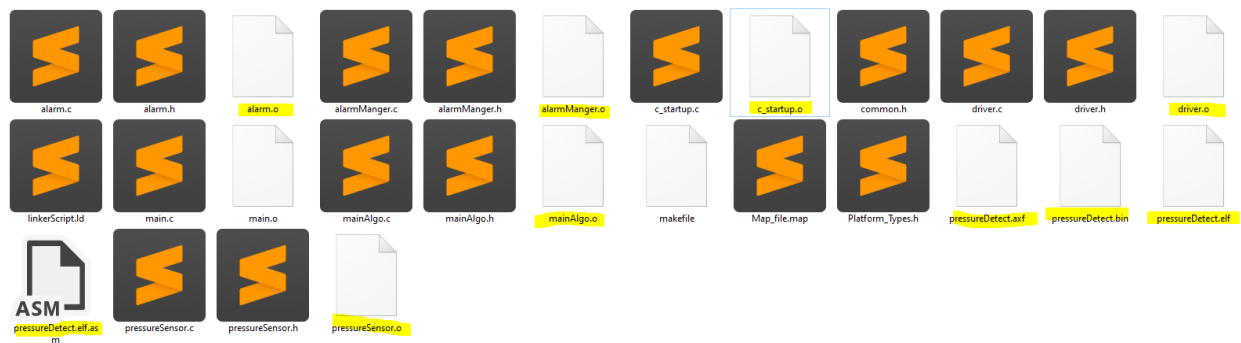 alarm.c alarm.h alarm.o alarmManger.c alarmManger.h alarmManger.o c_startup.c c_startup.o common.h driver.c driver.h driver.o
linkerScript.ld main.c main.o mainAlgo.c mainAlgo.h mainAlgo.o makefile Map_file.map Platform_Types.h pressureDetect.axf pressureDetect.bin pressureDetect.elf
ASM
pressureDetect.elf.as pressureSensor.c pressureSensor.h pressureSensor.o
m